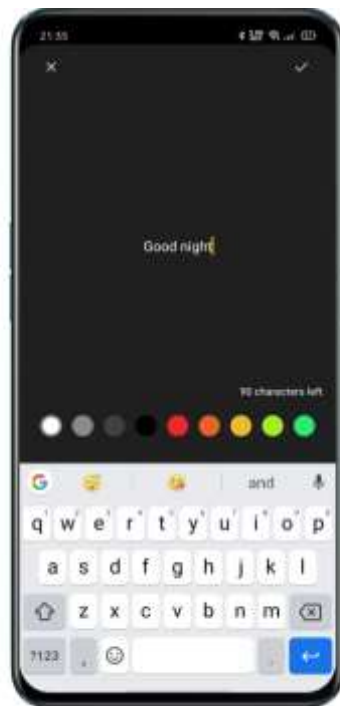 21:55
Good night
90 characters left
G and
q w e r t y u i o p
a s d f g h j k l
z x c v b n m
?123 , .